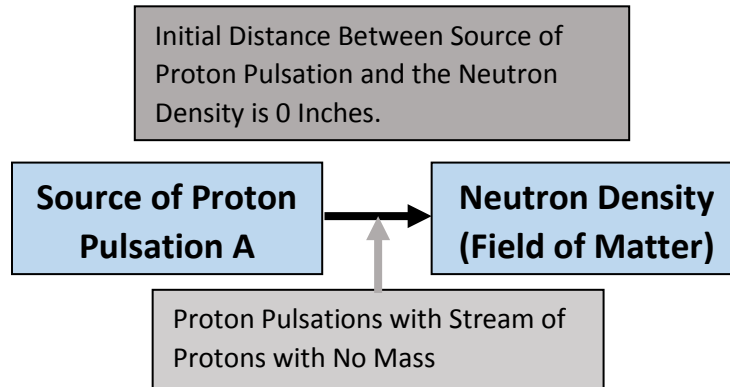 Initial Distance Between Source of
Proton Pulsation and the Neutron
Density is 0 Inches.
Source of Proton
Pulsation A
Neutron Density
(Field of Matter)
Proton Pulsations with Stream of
Protons with No Mass